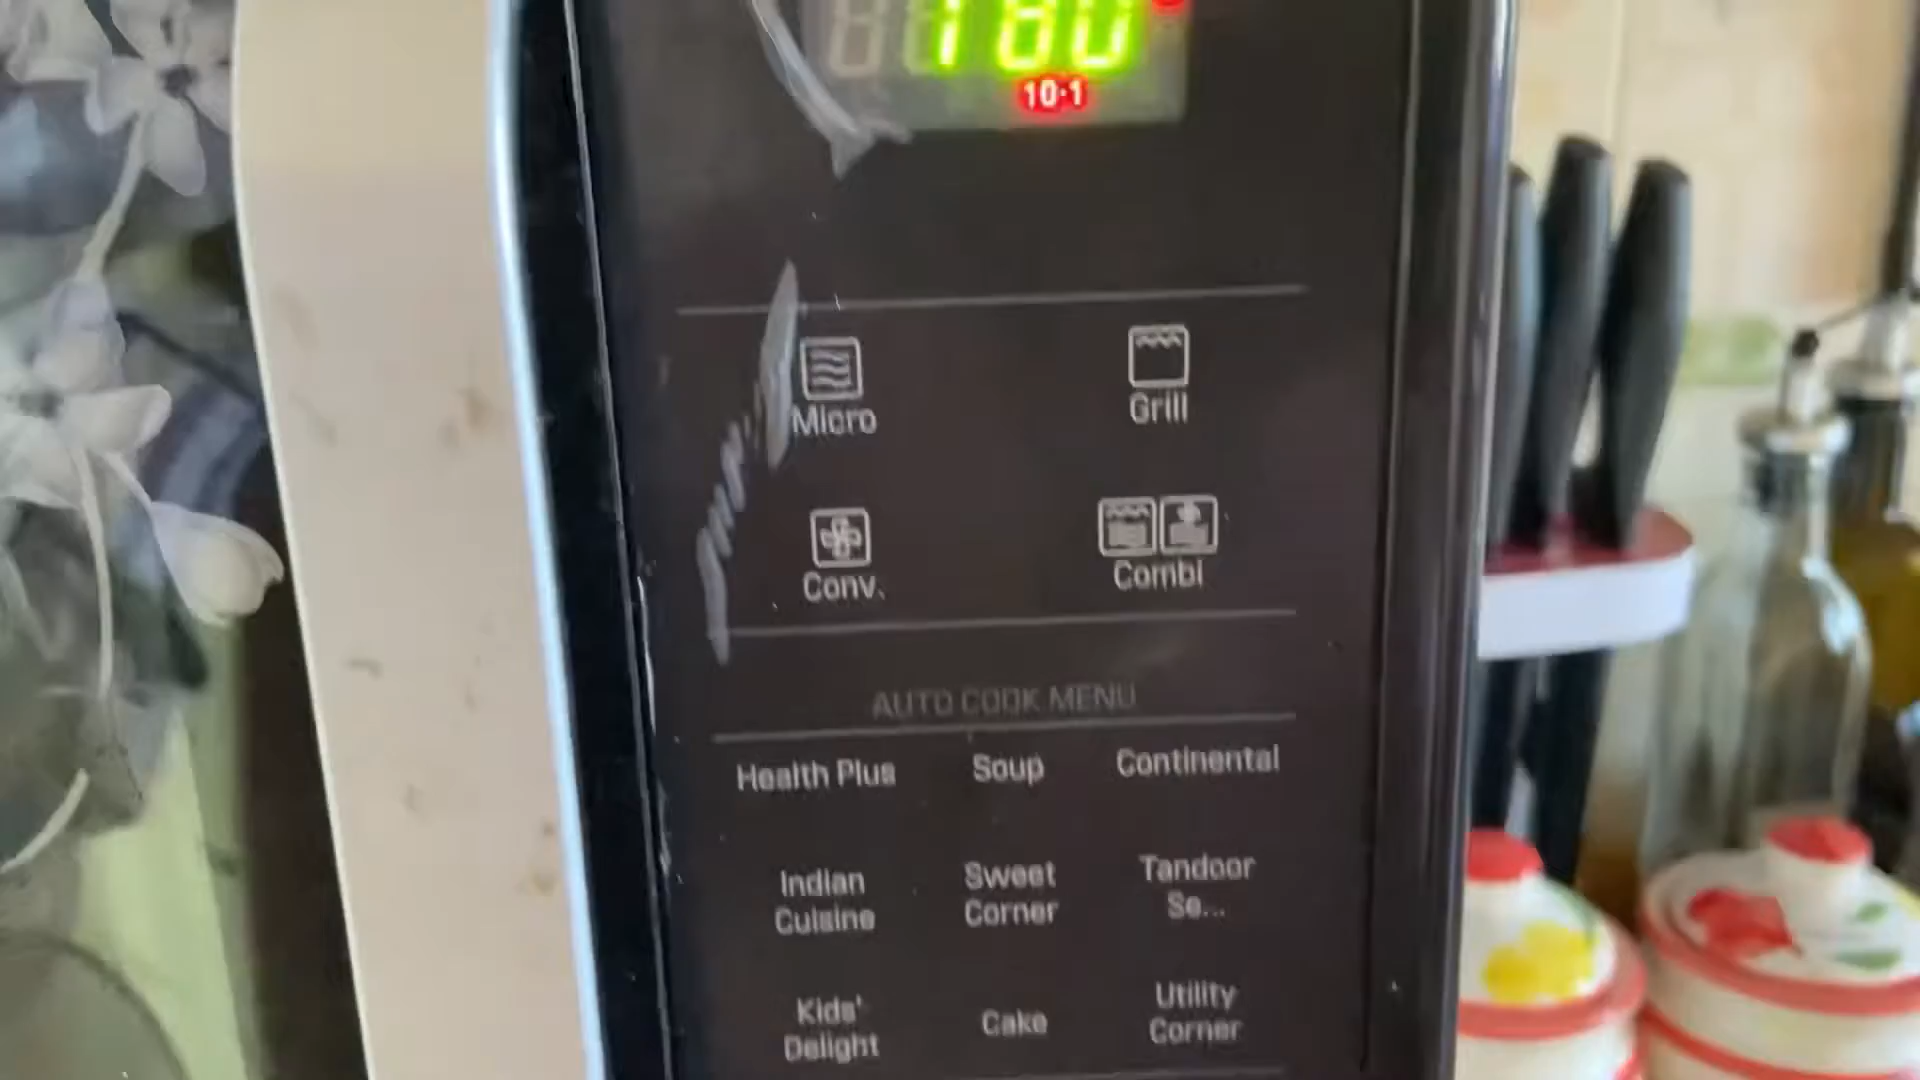 180
10·1
Micro
Grill
Conv.
Combi
AUTO COOK MENU
Health Plus
Soup
Continental
Indian
Cuisine
Sweet
Corner
Tandoor
Se...
Kids'
Delight
Cake
Utility
Corner